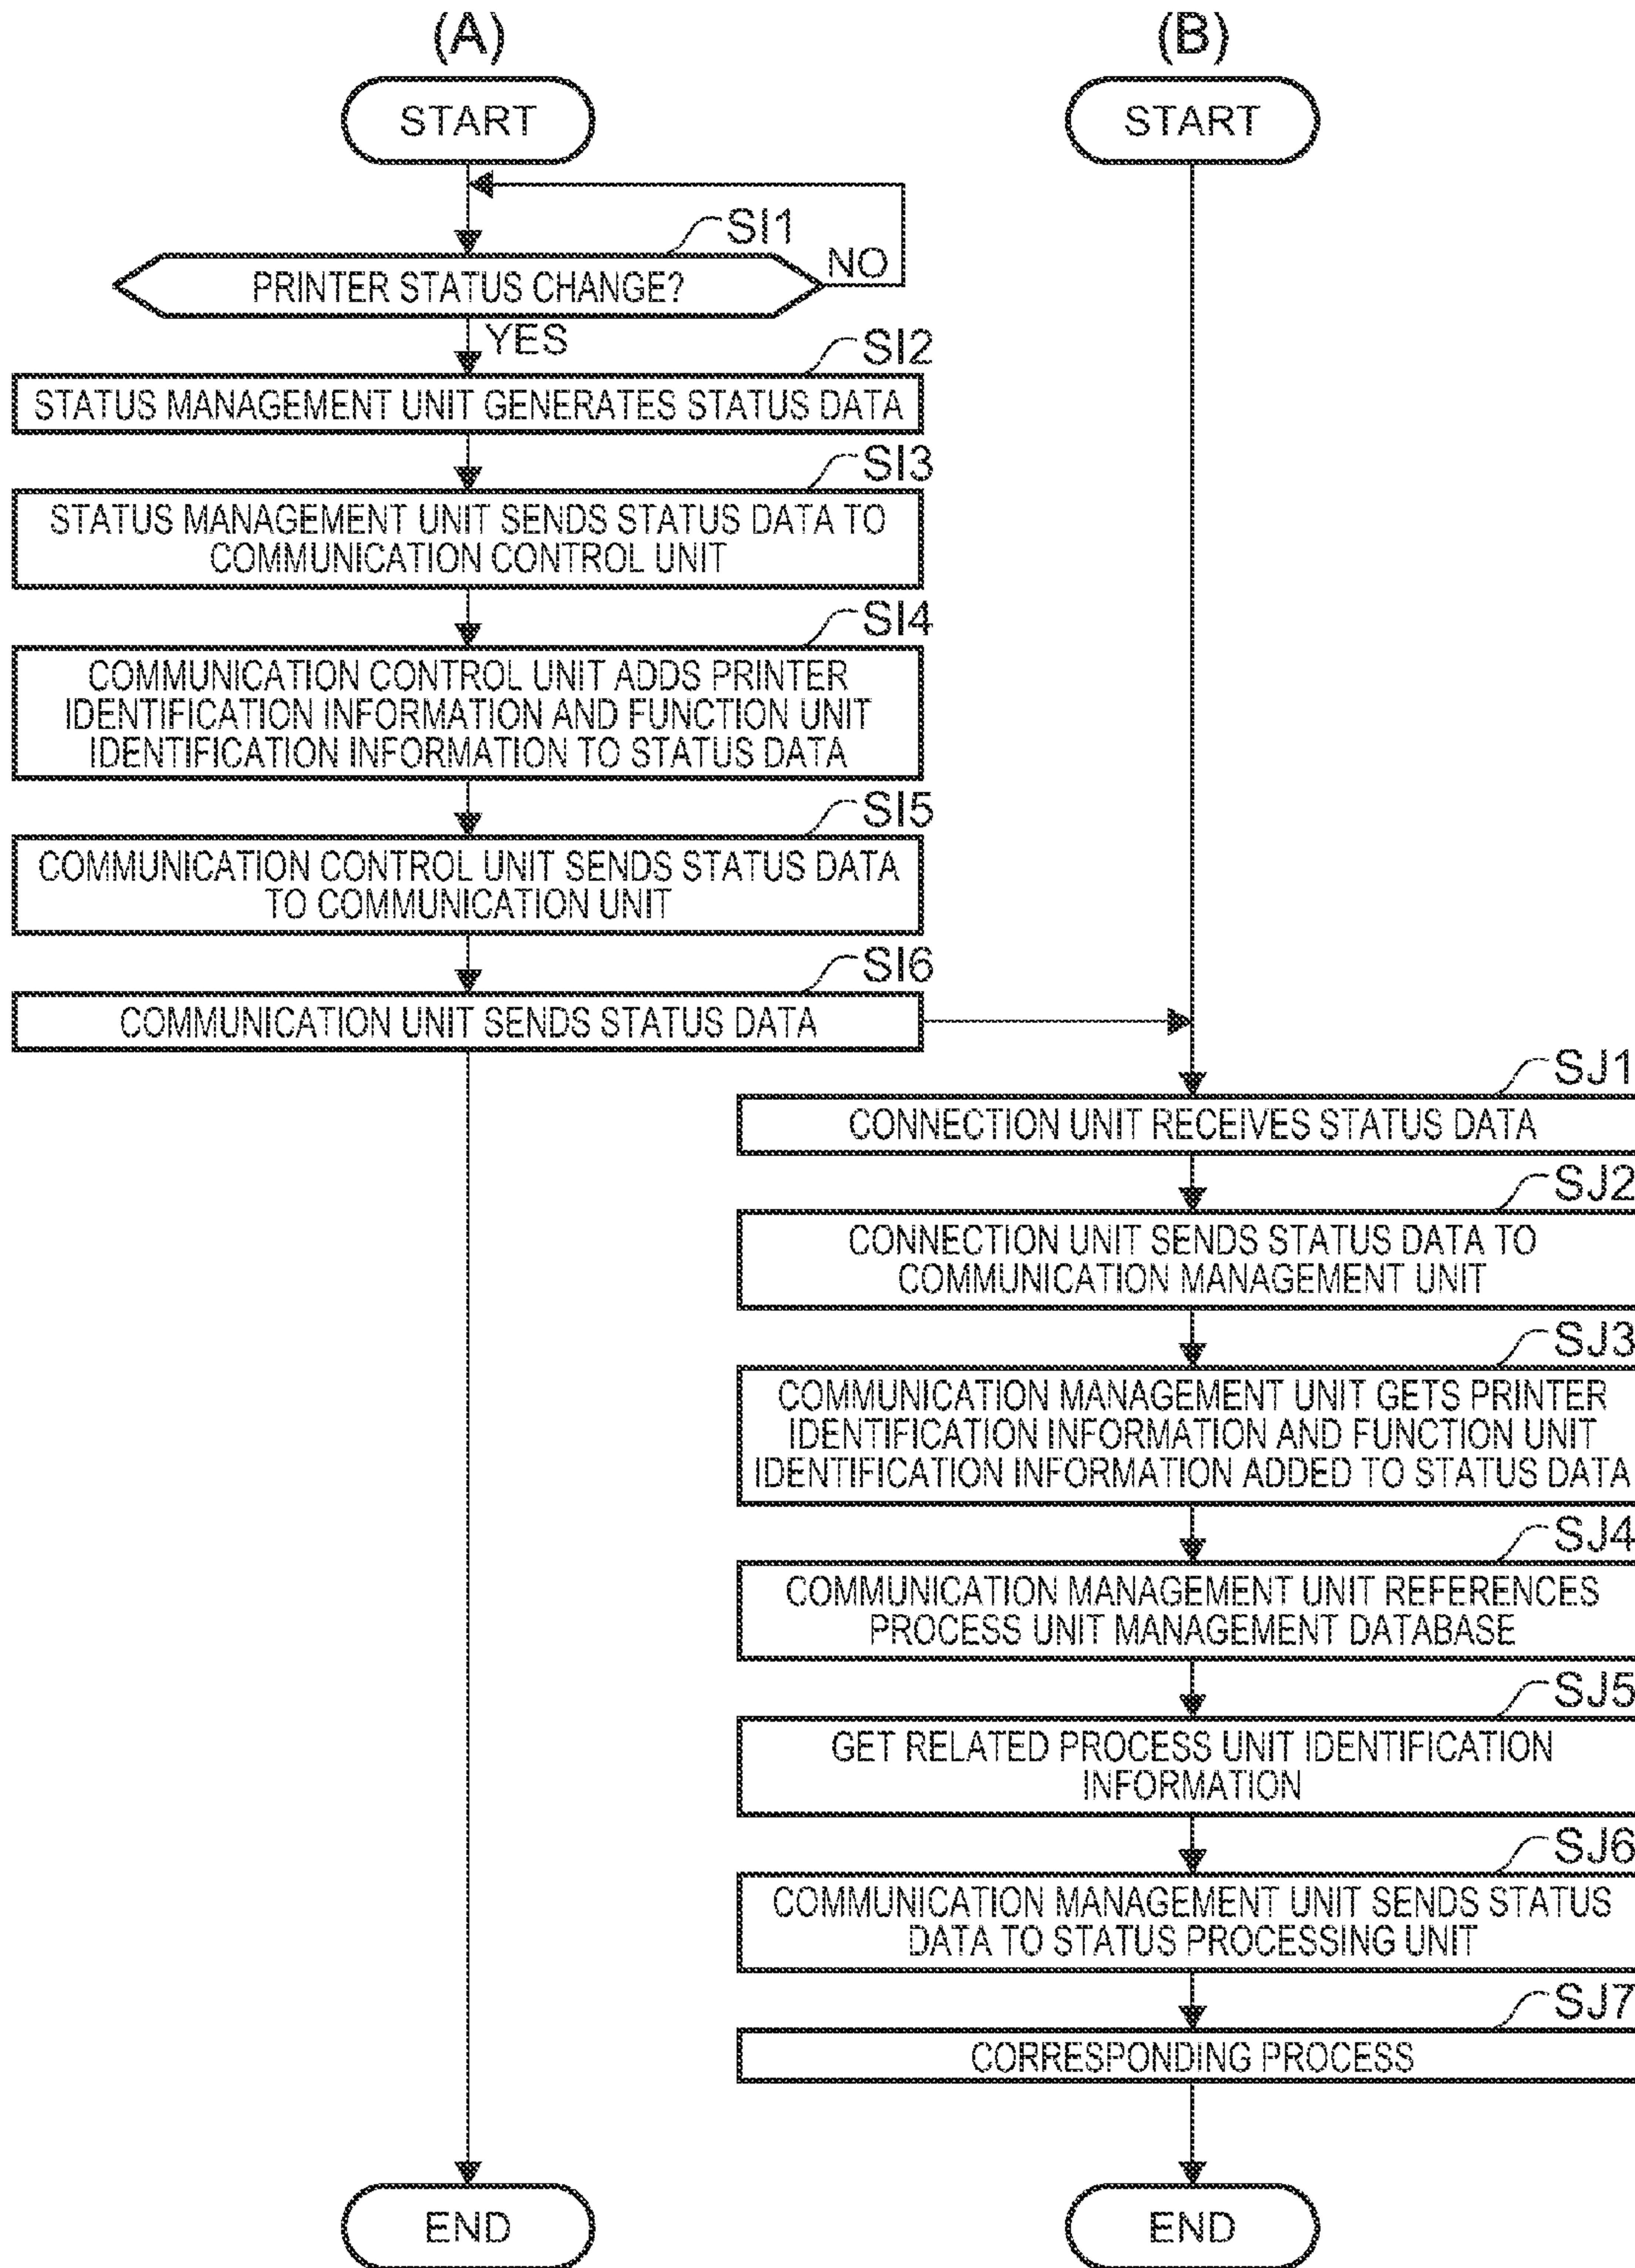 (A)
START
SI1
PRINTER STATUS CHANGE?
NO
YES
SI2
STATUS MANAGEMENT UNIT GENERATES STATUS DATA
SI3
STATUS MANAGEMENT UNIT SENDS STATUS DATA TO
COMMUNICATION CONTROL UNIT
SI4
COMMUNICATION CONTROL UNIT ADDS PRINTER
IDENTIFICATION INFORMATION AND FUNCTION UNIT
IDENTIFICATION INFORMATION TO STATUS DATA
SI5
COMMUNICATION CONTROL UNIT SENDS STATUS DATA
TO COMMUNICATION UNIT
SI6
COMMUNICATION UNIT SENDS STATUS DATA
END
(B)
START
SJ1
CONNECTION UNIT RECEIVES STATUS DATA
SJ2
CONNECTION UNIT SENDS STATUS DATA TO
COMMUNICATION MANAGEMENT UNIT
SJ3
COMMUNICATION MANAGEMENT UNIT GETS PRINTER
IDENTIFICATION INFORMATION AND FUNCTION UNIT
IDENTIFICATION INFORMATION ADDED TO STATUS DATA
SJ4
COMMUNICATION MANAGEMENT UNIT REFERENCES
PROCESS UNIT MANAGEMENT DATABASE
SJ5
GET RELATED PROCESS UNIT IDENTIFICATION
INFORMATION
SJ6
COMMUNICATION MANAGEMENT UNIT SENDS STATUS
DATA TO STATUS PROCESSING UNIT
SJ7
CORRESPONDING PROCESS
END